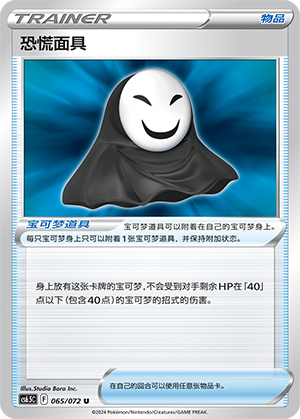 TRAINER 物品
恐慌面具
宝可梦道具 宝可梦道具可以附着在自己的宝可梦身上。
每只宝可梦身上只可以附着1张宝可梦道具，并保持附加状态。
身上放有这张卡牌的宝可梦，不会受到对手剩余HP在「40」
点以下（包含40点）的宝可梦的招式的伤害。
Illus.Studio Bora Inc.
CS6.5C F 065/072 U
在自己的回合可以使用任意张物品卡。
©2024 Pokémon/Nintendo/Creatures/GAME FREAK.